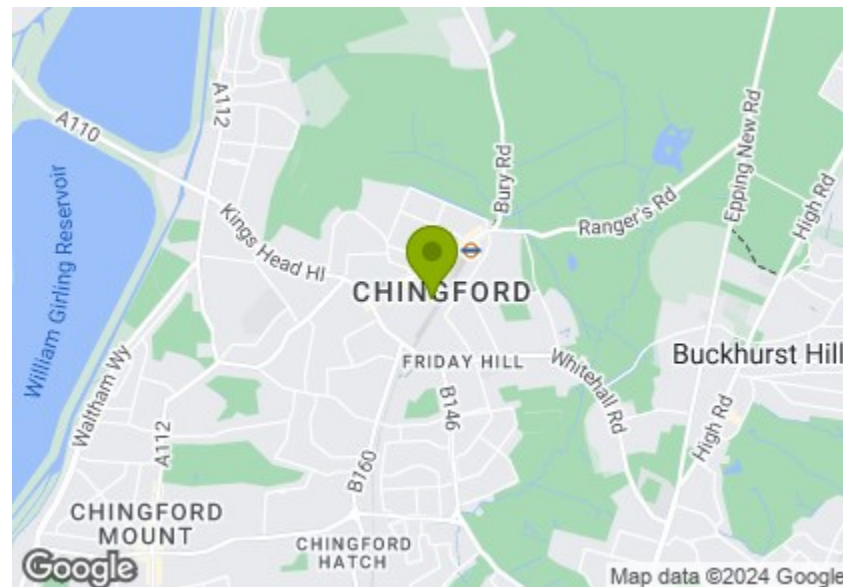 A112
A110
Bury Rd
Epping New Rd
High Rd
Ranger's Rd
Kings Head Hl
William Girling Reservoir
CHINGFORD
Waltham Wy
FRIDAY HILL
Buckhurst Hill
Whitehall Rd
B146
A112
High Rd
B160
CHINGFORD
MOUNT
CHINGFORD
HATCH
Google
Map data ©2024 Google